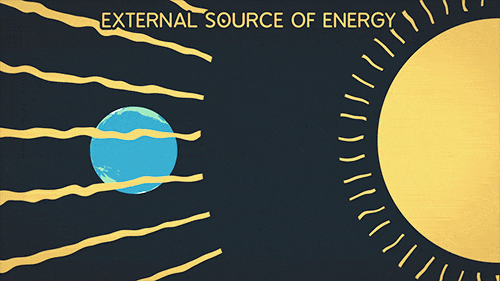 EXTERNAL SOURCE OF ENERGY